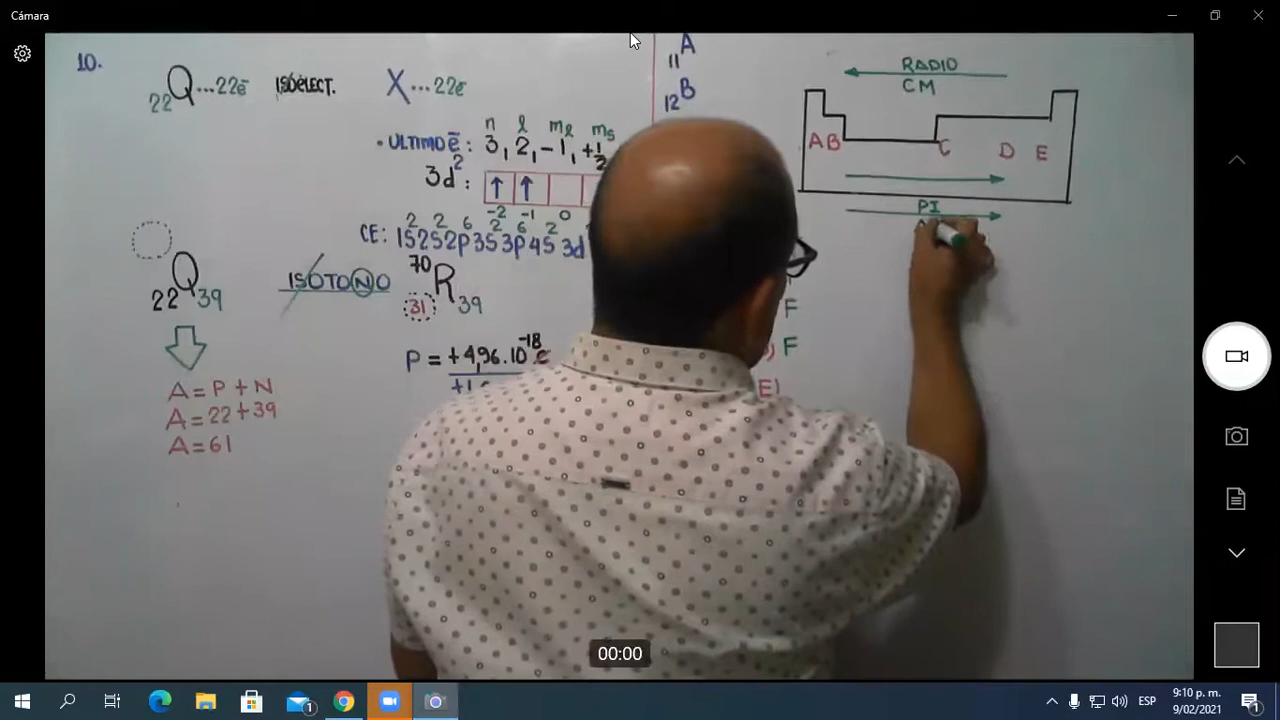 Cámara
10.
22Q...22e̅ ISOELECT. X...22e
• ULTIMO e̅ : 3, 2, -1, +1/2
n l ml ms
3d²: ↑ ↑
-2 -1 0
CE: 1s² 2s² 2p⁶ 3s² 3p⁶ 4s² 3d
22Q39 ISOTONO ⁷⁰R39
31
P = +4,96.10⁻¹⁸ c
A = P + N
A = 22 + 39
A = 61
11A
12B
F
F
E)
RADIO
CM
A B C D E
PI
00:00
ESP
9:10 p. m.
9/02/2021